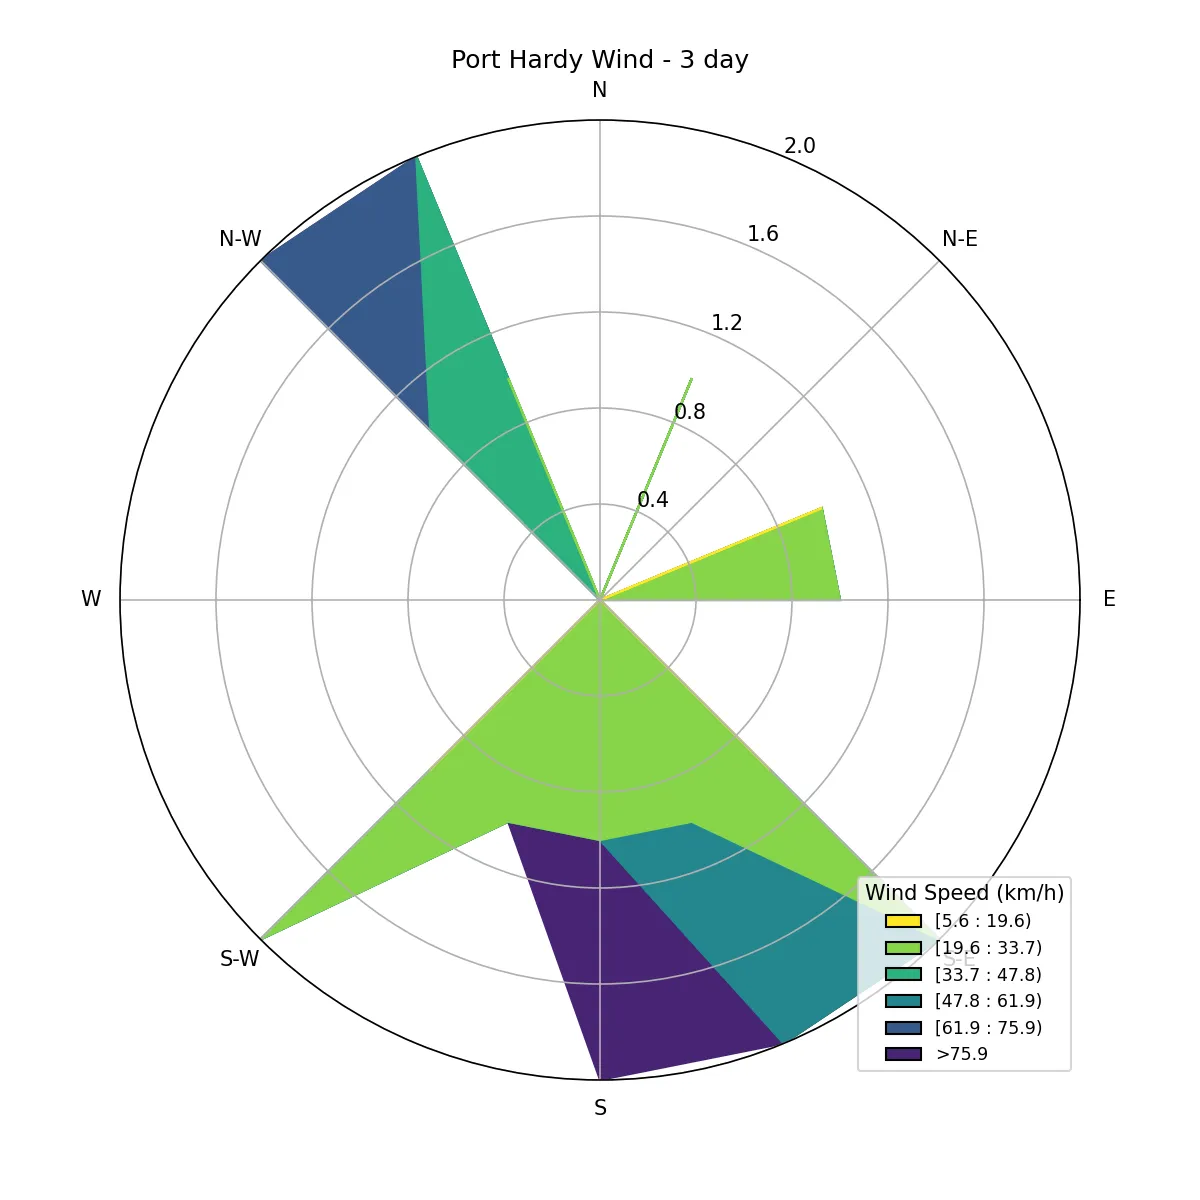 Port Hardy Wind - 3 day
N
2.0
1.6
N-W
N-E
1.2
0.8
0.4
W
E
Wind Speed (km/h)
[5.6 : 19.6)
[19.6 : 33.7)
[33.7 : 47.8)
[47.8 : 61.9)
[61.9 : 75.9)
>75.9
S-W
S-E
S